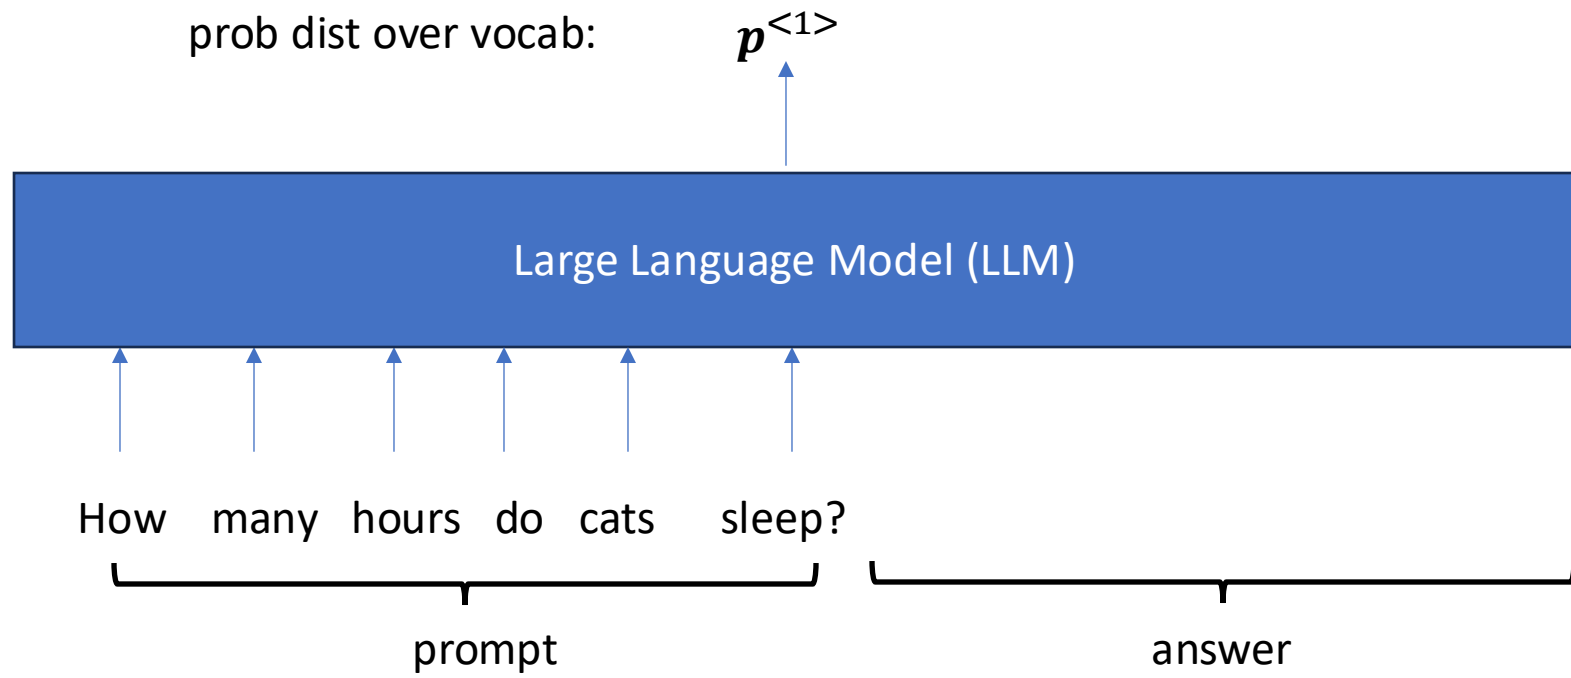 prob dist over vocab: p<1>
Large Language Model (LLM)
How many hours do cats sleep?
prompt answer